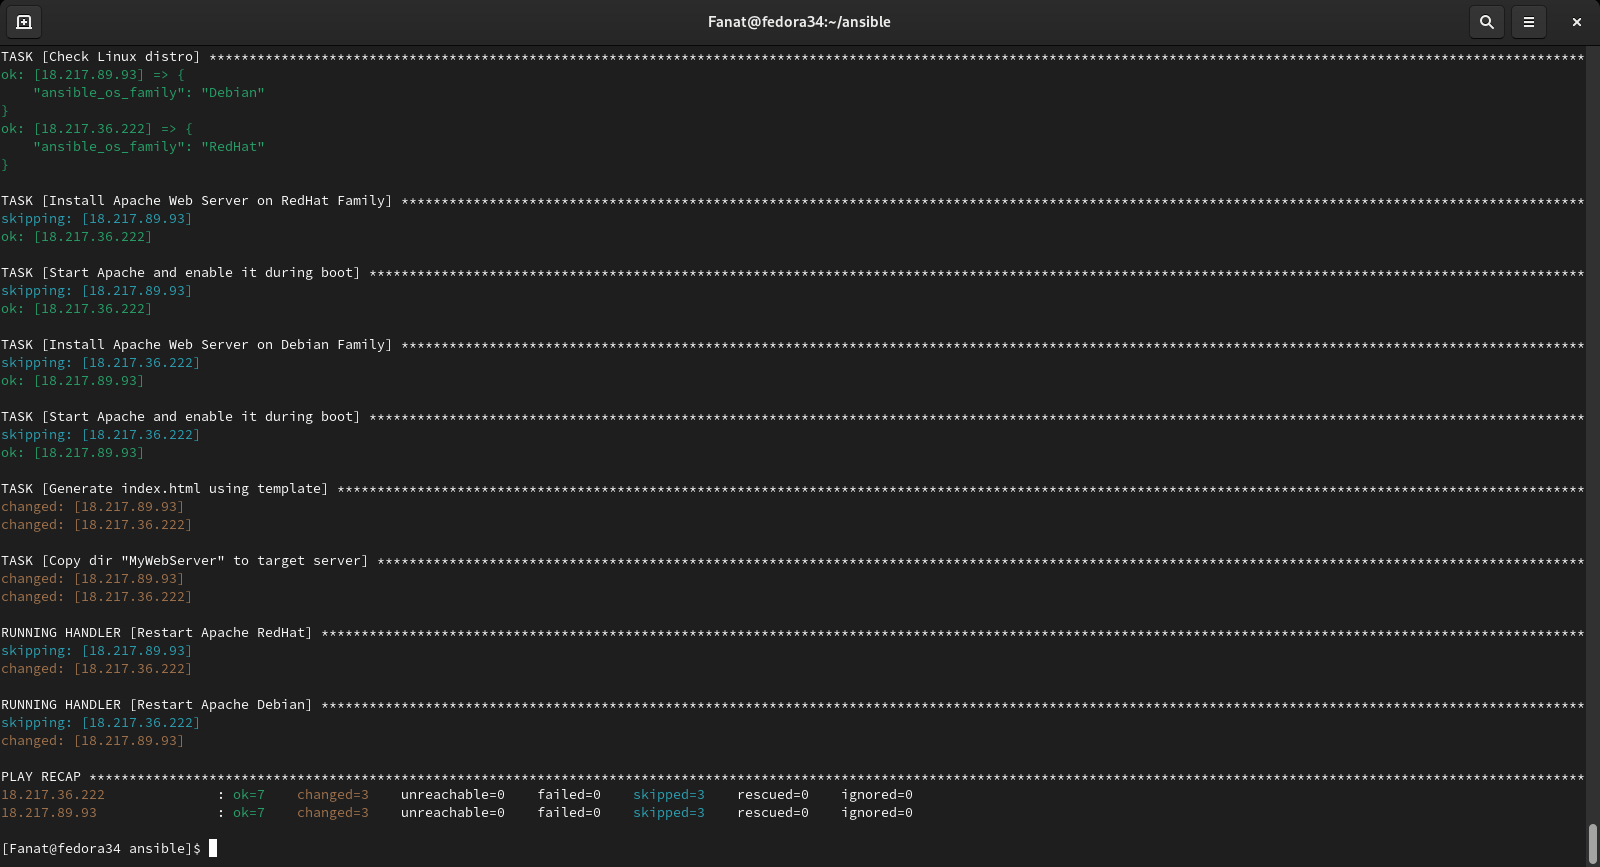 Fanat@fedora34:~/ansible
TASK [Check Linux distro] ****************************************************************************************************************************************************************************
ok: [18.217.89.93] => {
    "ansible_os_family": "Debian"
}
ok: [18.217.36.222] => {
    "ansible_os_family": "RedHat"
}
TASK [Install Apache Web Server on RedHat Family] ****************************************************************************************************************************************************
skipping: [18.217.89.93]
ok: [18.217.36.222]
TASK [Start Apache and enable it during boot] ********************************************************************************************************************************************************
skipping: [18.217.89.93]
ok: [18.217.36.222]
TASK [Install Apache Web Server on Debian Family] ****************************************************************************************************************************************************
skipping: [18.217.36.222]
ok: [18.217.89.93]
TASK [Start Apache and enable it during boot] ********************************************************************************************************************************************************
skipping: [18.217.36.222]
ok: [18.217.89.93]
TASK [Generate index.html using template] ************************************************************************************************************************************************************
changed: [18.217.89.93]
changed: [18.217.36.222]
TASK [Copy dir "MyWebServer" to target server] *******************************************************************************************************************************************************
changed: [18.217.89.93]
changed: [18.217.36.222]
RUNNING HANDLER [Restart Apache RedHat] **************************************************************************************************************************************************************
skipping: [18.217.89.93]
changed: [18.217.36.222]
RUNNING HANDLER [Restart Apache Debian] **************************************************************************************************************************************************************
skipping: [18.217.36.222]
changed: [18.217.89.93]
PLAY RECAP *******************************************************************************************************************************************************************************************
18.217.36.222              : ok=7    changed=3    unreachable=0    failed=0    skipped=3    rescued=0    ignored=0
18.217.89.93               : ok=7    changed=3    unreachable=0    failed=0    skipped=3    rescued=0    ignored=0
[Fanat@fedora34 ansible]$